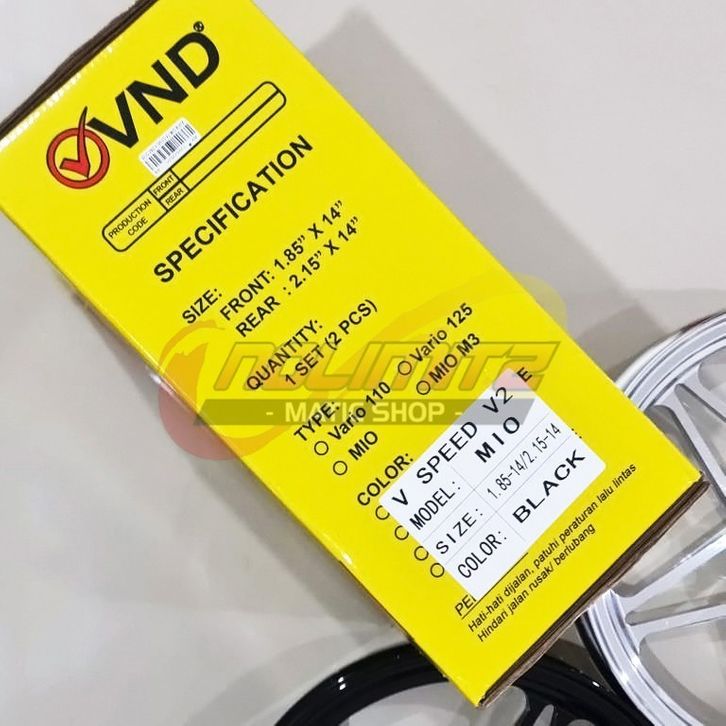 VND®
PRODUCTION CODE
FRONT
REAR
SPECIFICATION
SIZE:
FRONT: 1.85” X 14”
REAR : 2.15” X 14”
QUANTITY:
1 SET (2 PCS)
TYPE:
Vario 110 Vario 125
MIO MIO M3
COLOR:
V SPEED V2 E
MODEL: MIO
SIZE: 1.85-14/2.15-14
COLOR: BLACK
Hati-hati dijalan, patuhi peraturan lalu lintas
Hindari jalan rusak/ berlubang
NOLIMITZ
- MATIC SHOP -